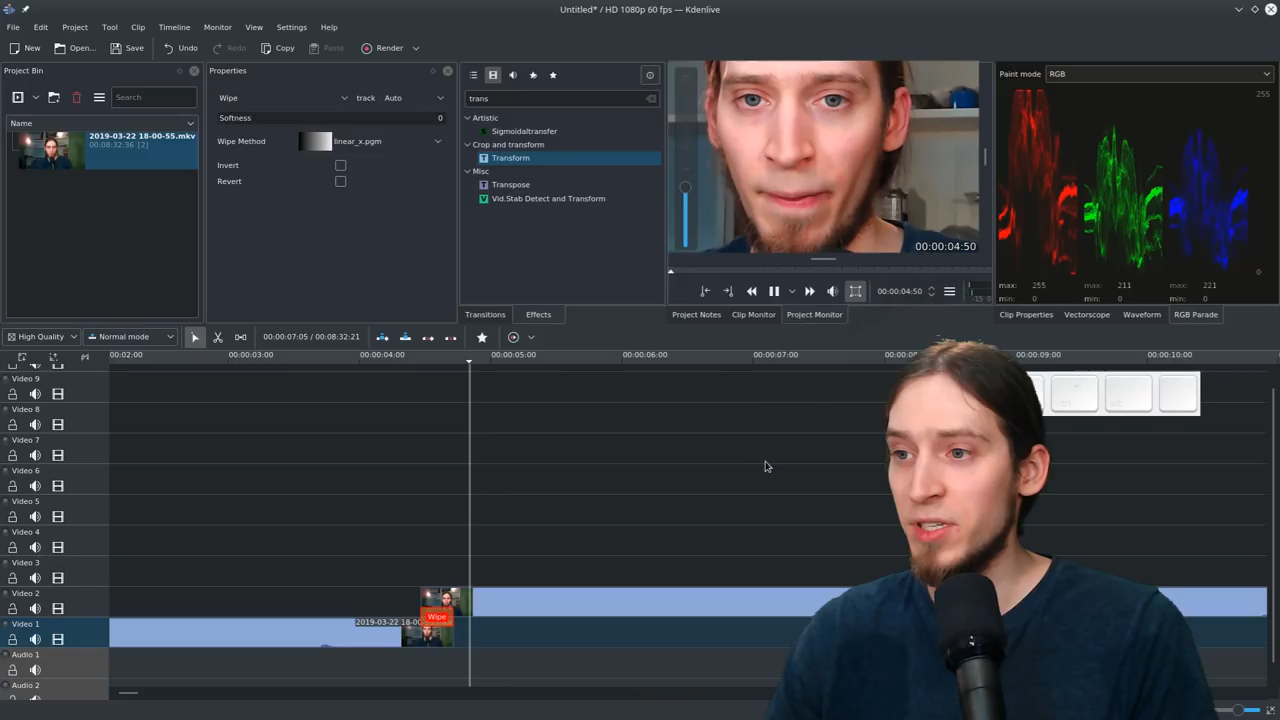 Untitled* / HD 1080p 60 fps — Kdenlive
File Edit Project Tool Clip Timeline Monitor View Settings Help
New Open... Save Undo Redo Copy Paste Render
Project Bin
Search
Name
2019-03-22 18-00-55.mkv
00:08:32:36 [2]
Properties
Wipe track Auto
Softness 0
Wipe Method linear_x.pgm
Invert
Revert
trans
Artistic
Sigmoidaltransfer
Crop and transform
Transform
Misc
Transpose
Vid.Stab Detect and Transform
Transitions Effects
00:00:04:50
00:00:04:50
-15 0
Project Notes Clip Monitor Project Monitor
Paint mode RGB
255
0
max: 255 max: 211 max: 221
min: 0 min: 0 min: 0
Clip Properties Vectorscope Waveform RGB Parade
High Quality Normal mode 00:00:07:05 / 00:08:32:21
00:02:00 00:00:03:00 00:00:04:00 00:00:05:00 00:00:06:00 00:00:07:00 00:00:09:00 00:00:10:00
Video 9
Video 8
Video 7
Video 6
Video 5
Video 4
Video 3
Video 2
Wipe
Video 1
2019-03-22 18-00
Audio 1
Audio 2